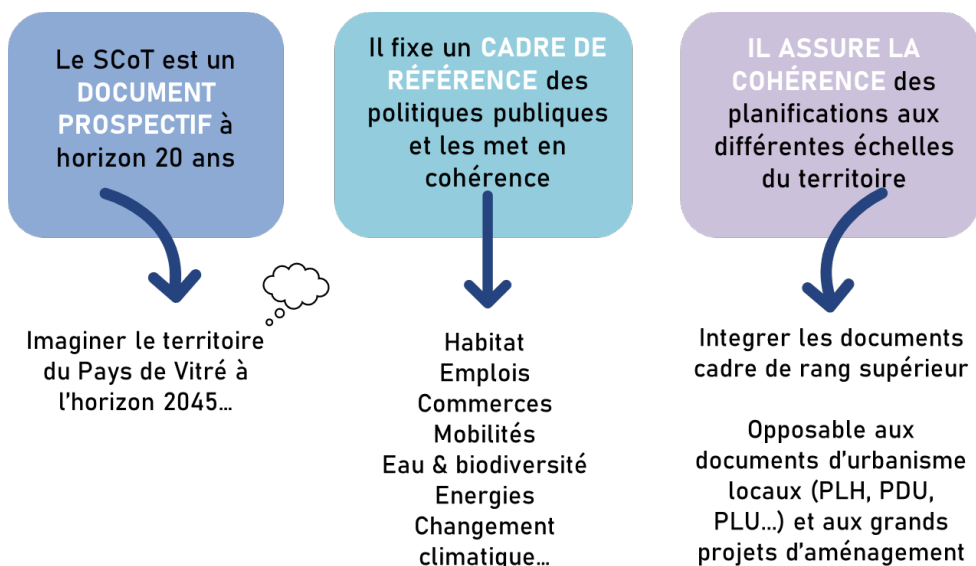 Le SCoT est un
DOCUMENT
PROSPECTIF à
horizon 20 ans
Imaginer le territoire
du Pays de Vitré à
l'horizon 2045...
Il fixe un CADRE DE
RÉFÉRENCE des
politiques publiques
et les met en
cohérence
Habitat
Emplois
Commerces
Mobilités
Eau & biodiversité
Energies
Changement
climatique...
IL ASSURE LA
COHÉRENCE des
planifications aux
différentes échelles
du territoire
Integrer les documents
cadre de rang supérieur
Opposable aux
documents d'urbanisme
locaux (PLH, PDU,
PLU...) et aux grands
projets d'aménagement